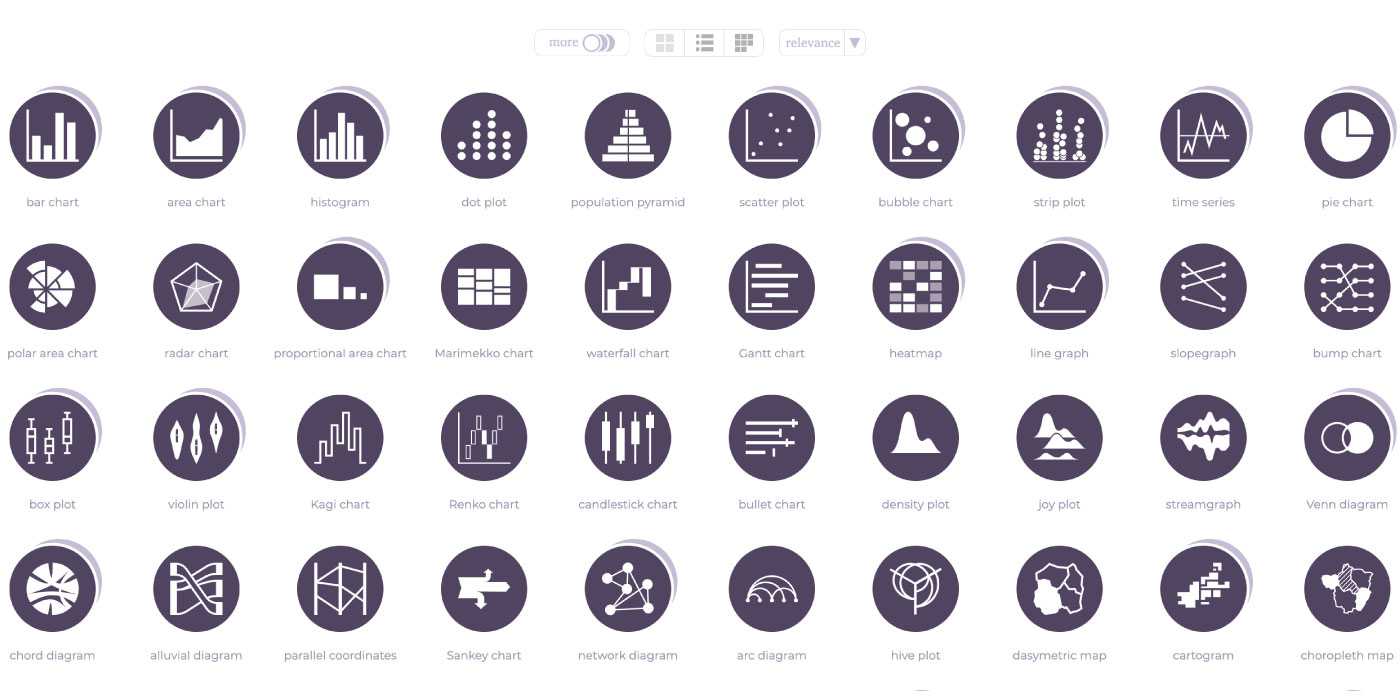 more
relevance
bar chart area chart histogram dot plot population pyramid scatter plot bubble chart strip plot time series pie chart
polar area chart radar chart proportional area chart Marimekko chart waterfall chart Gantt chart heatmap line graph slopegraph bump chart
box plot violin plot Kagi chart Renko chart candlestick chart bullet chart density plot joy plot streamgraph Venn diagram
chord diagram alluvial diagram parallel coordinates Sankey chart network diagram arc diagram hive plot dasymetric map cartogram choropleth map